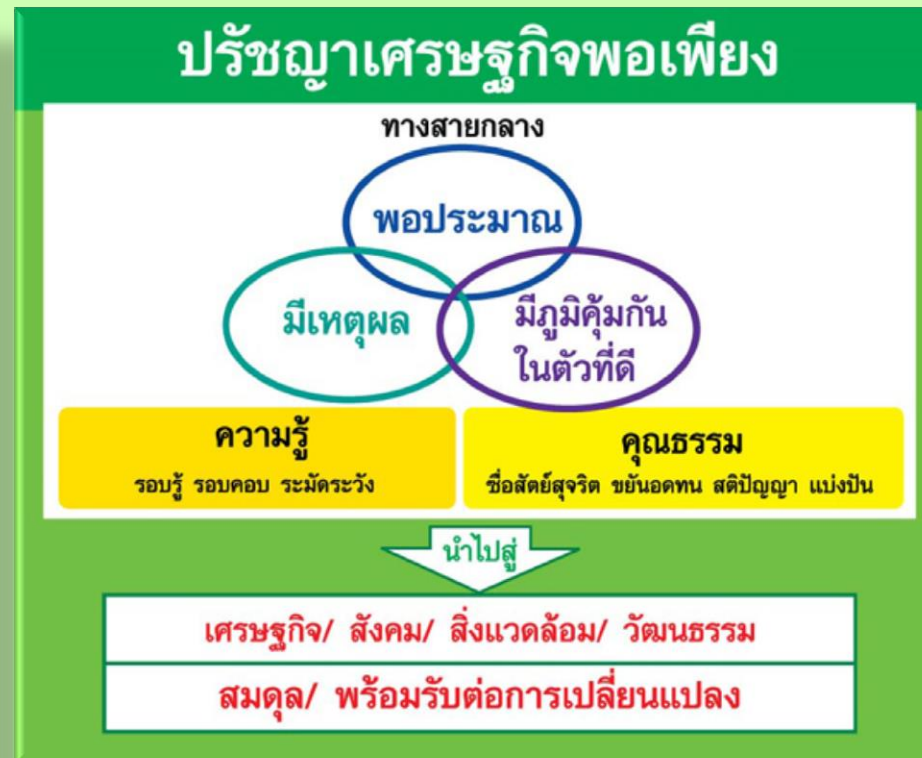 ปรัชญาเศรษฐกิจพอเพียง
ทางสายกลาง
พอประมาณ
มีเหตุผล
มีภูมิคุ้มกัน
ในตัวที่ดี
ความรู้
รอบรู้ รอบคอบ ระมัดระวัง
คุณธรรม
ซื่อสัตย์สุจริต ขยันอดทน สติปัญญา แบ่งปัน
นำไปสู่
เศรษฐกิจ/ สังคม/ สิ่งแวดล้อม/ วัฒนธรรม
สมดุล/ พร้อมรับต่อการเปลี่ยนแปลง